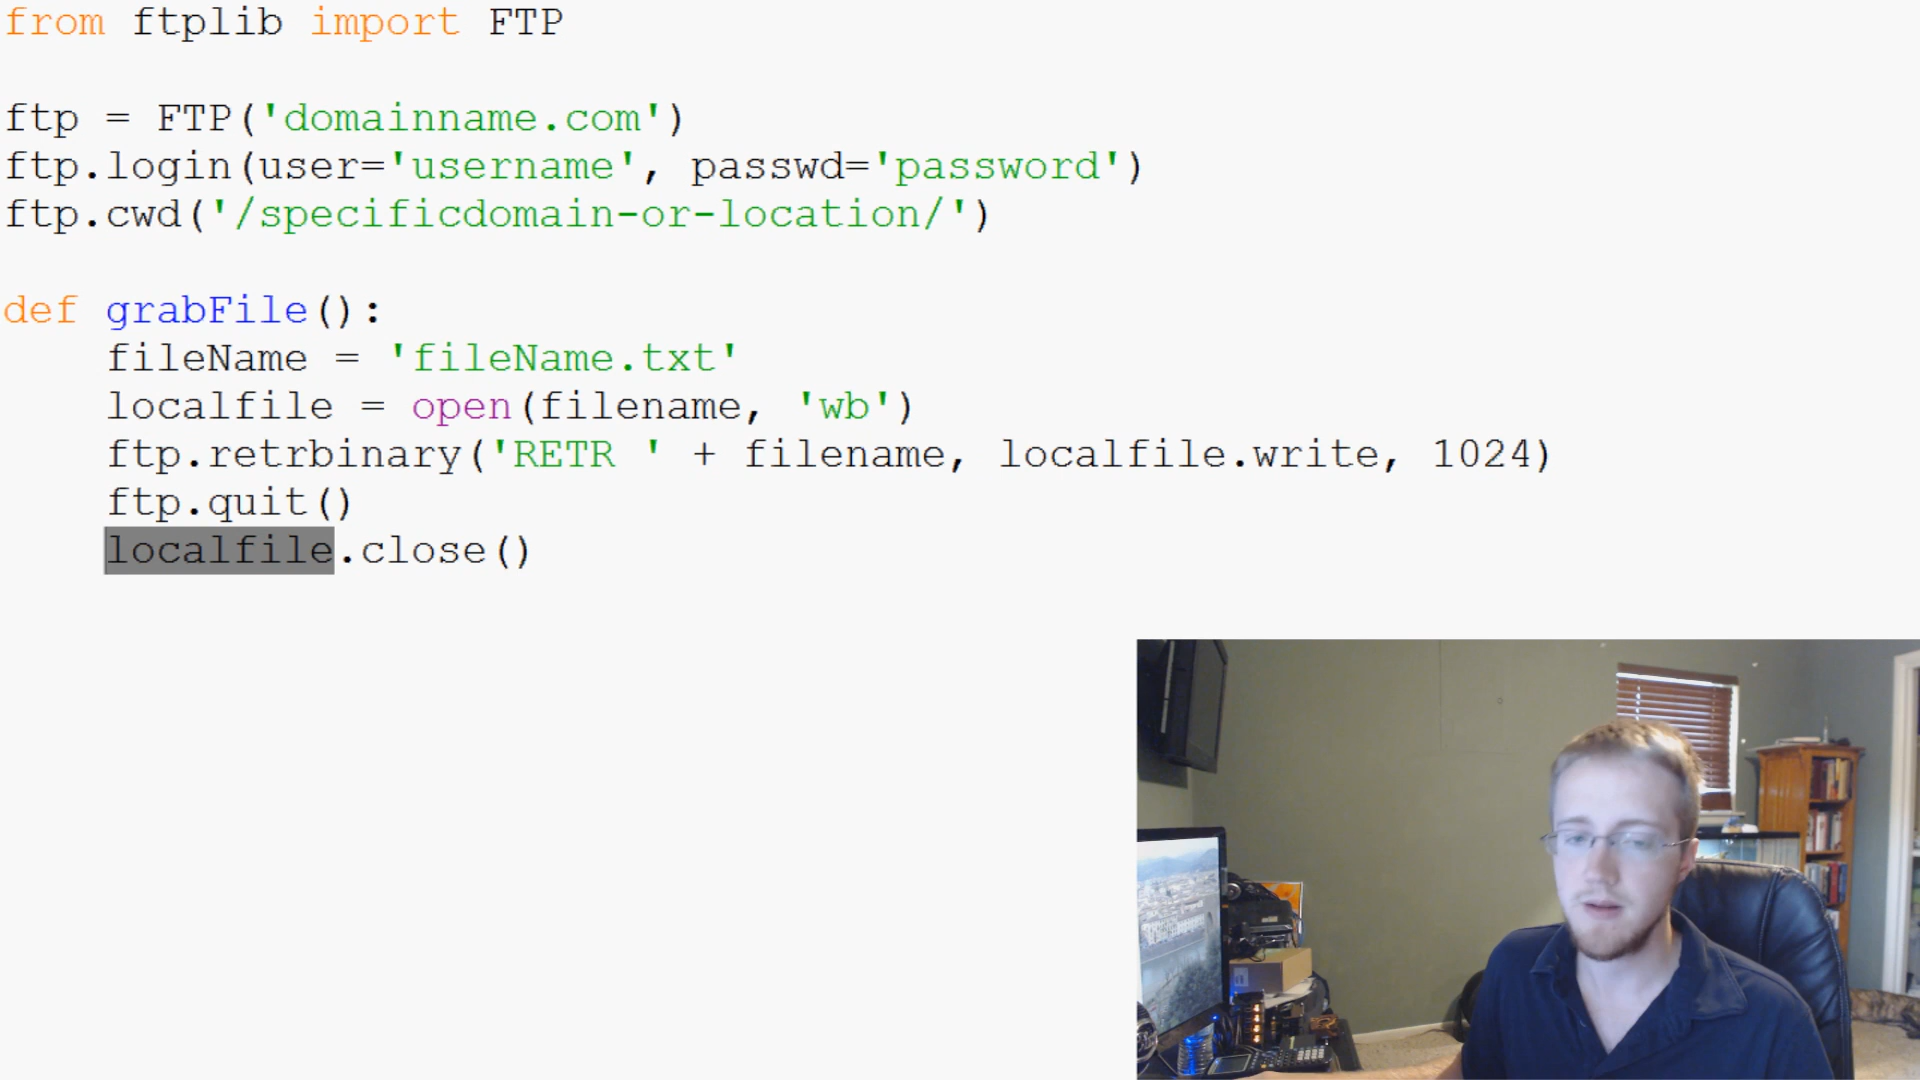 from ftplib import FTP
ftp = FTP('domainname.com')
ftp.login(user='username', passwd='password')
ftp.cwd('/specificdomain-or-location/')
def grabFile():
fileName = 'fileName.txt'
localfile = open(filename, 'wb')
ftp.retrbinary('RETR ' + filename, localfile.write, 1024)
ftp.quit()
localfile.close()